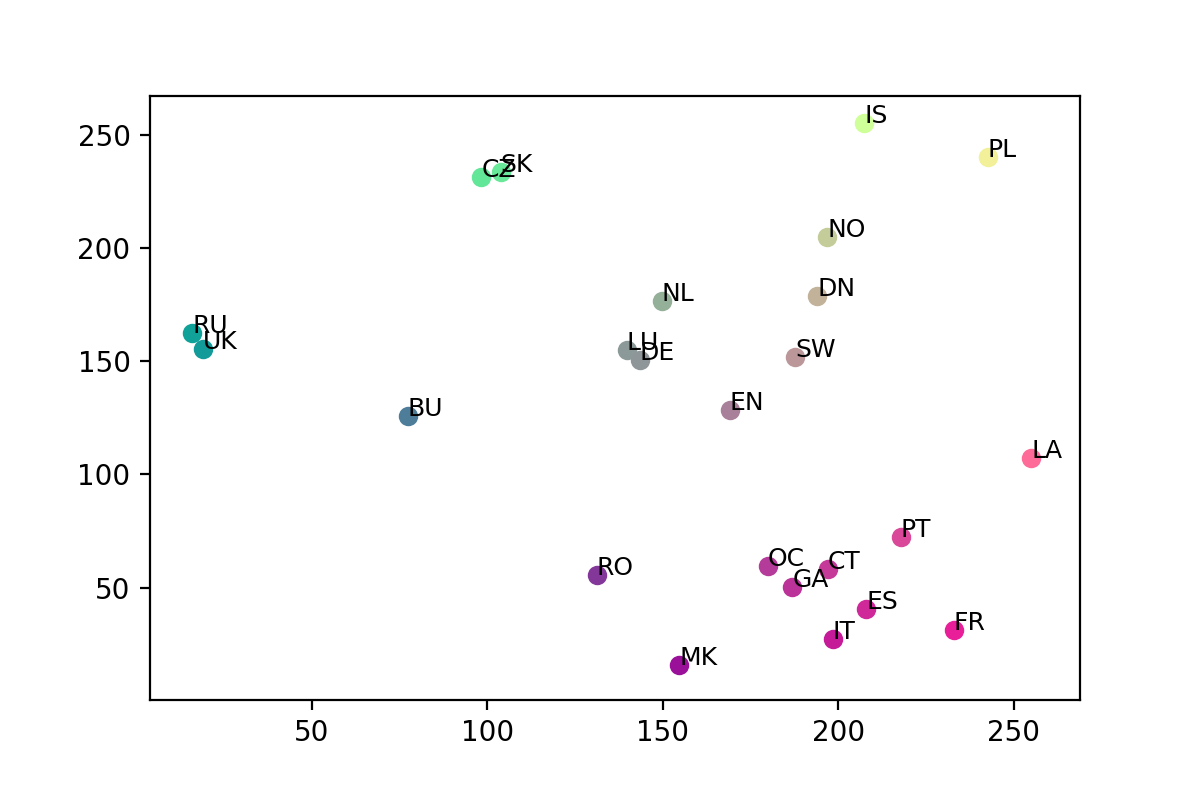 250
200
150
100
50
IS
PL
CZ
SK
NO
NL
DN
RU
UK
LU
DE
SW
BU
EN
LA
PT
RO
OC
CT
GA
ES
FR
IT
MK
50 100 150 200 250